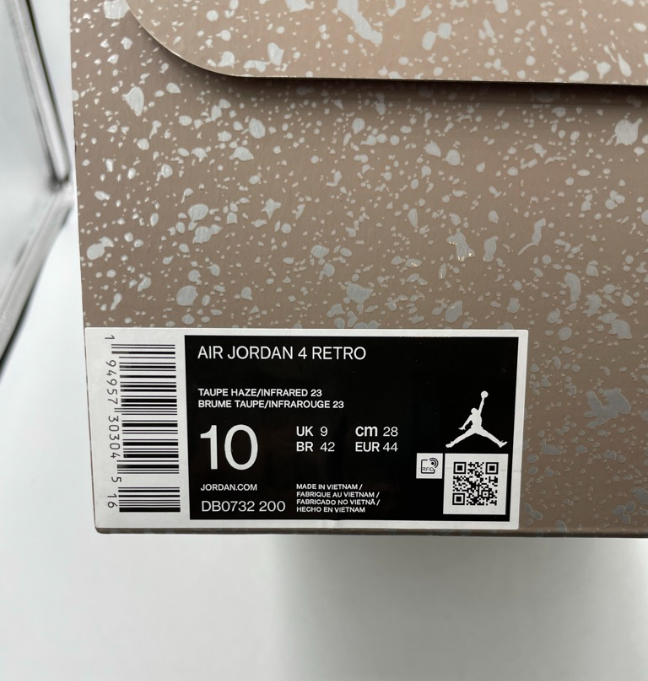 AIR JORDAN 4 RETRO
TAUPE HAZE/INFRARED 23
BRUME TAUPE/INFRAROUGE 23
10
UK 9 cm 28
BR 42 EUR 44
JORDAN.COM
DB0732 200
MADE IN VIETNAM /
FABRIQUE AU VIETNAM /
FABRICADO NO VIETNÃ /
HECHO EN VIETNAM
RFID
1 94957 30304 5 16